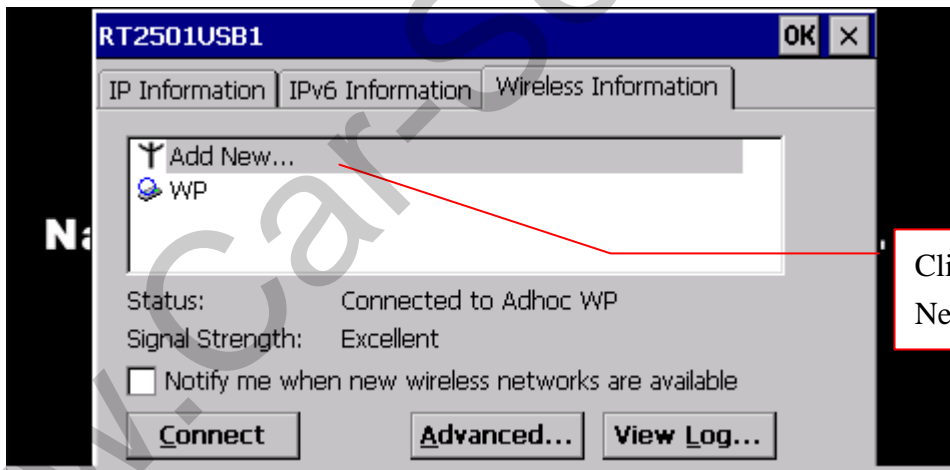 RT2501USB1 OK ×
IP Information IPv6 Information Wireless Information
Add New...
WP
Status: Connected to Adhoc WP
Signal Strength: Excellent
Notify me when new wireless networks are available
Connect Advanced... View Log...